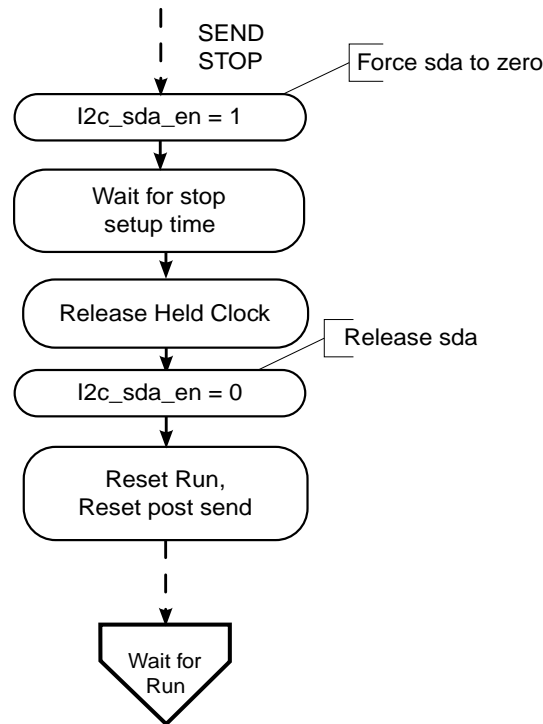 SEND
STOP
Force sda to zero
I2c_sda_en = 1
Wait for stop
setup time
Release Held Clock
Release sda
I2c_sda_en = 0
Reset Run,
Reset post send
Wait for
Run